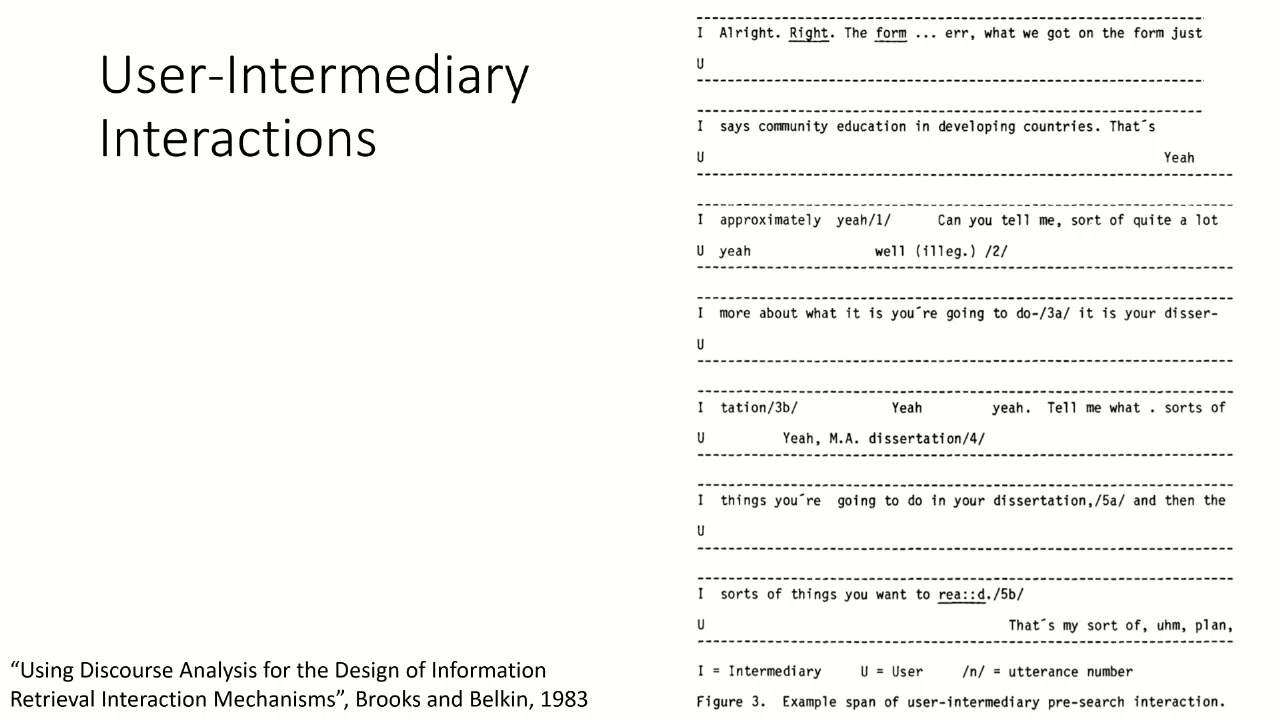 User-Intermediary
Interactions
I Alright. Right. The form ... err, what we got on the form just
U
I says community education in developing countries. That´s
U Yeah
I approximately yeah/1/ Can you tell me, sort of quite a lot
U yeah well (illeg.) /2/
I more about what it is you´re going to do-/3a/ it is your disser-
U
I tation/3b/ Yeah yeah. Tell me what . sorts of
U Yeah, M.A. dissertation/4/
I things you´re going to do in your dissertation,/5a/ and then the
U
I sorts of things you want to rea::d./5b/
U That´s my sort of, uhm, plan,
I = Intermediary U = User /n/ = utterance number
Figure 3. Example span of user-intermediary pre-search interaction.
“Using Discourse Analysis for the Design of Information
Retrieval Interaction Mechanisms”, Brooks and Belkin, 1983